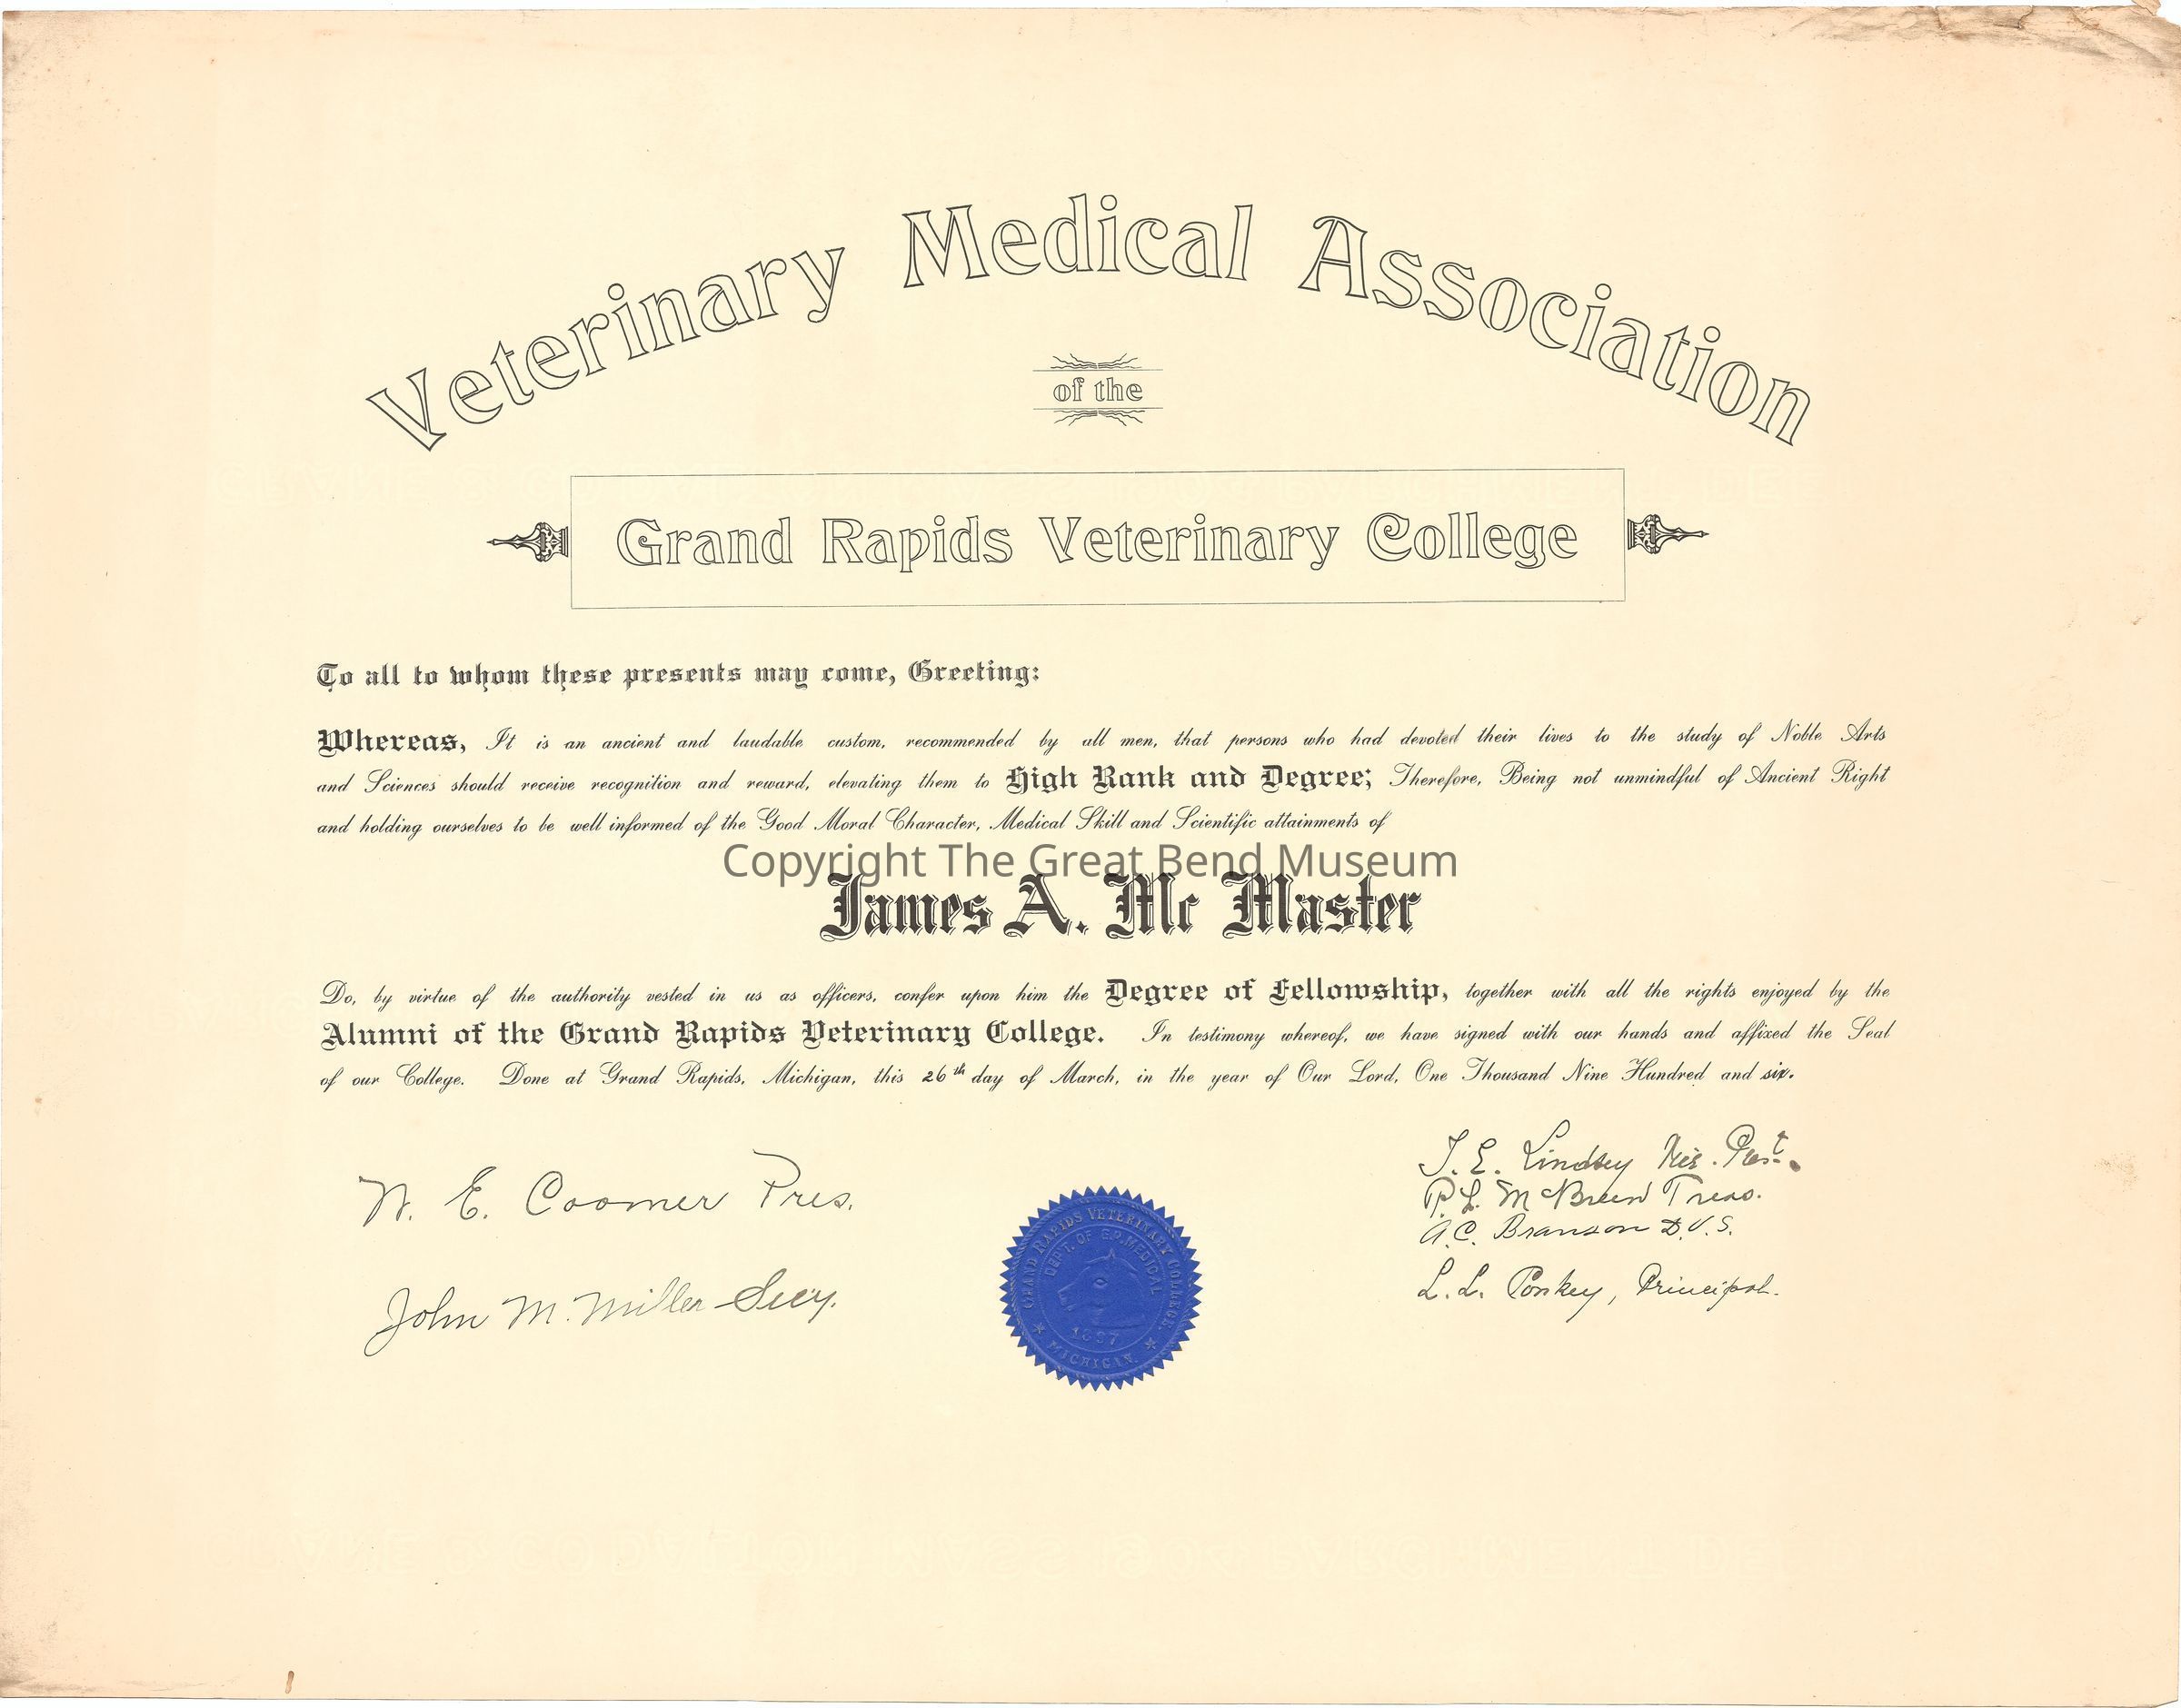 Veterinary Medical Association
of the
Grand Rapids Veterinary College
To all to whom these presents may come, Greeting:
Whereas, It is an ancient and laudable custom, recommended by all men, that persons who had devoted their lives to the study of Noble Arts
and Sciences should receive recognition and reward, elevating them to High Rank and Degree; Therefore, Being not unmindful of Ancient Right
and holding ourselves to be well informed of the Good Moral Character, Medical Skill and Scientific attainments of
Copyright The Great Bend Museum
James A. Mc Master
Do, by virtue of the authority vested in us as officers, confer upon him the Degree of Fellowship, together with all the rights enjoyed by the
Alumni of the Grand Rapids Veterinary College. In testimony whereof, we have signed with our hands and affixed the Seal
of our College. Done at Grand Rapids, Michigan, this 26th day of March, in the year of Our Lord, One Thousand Nine Hundred and six.
E. Coomer Pres.
John M. Miller Secy.
E. Lindsey
McBreen Treas.
A.C. Branson D.V.S.
L. L. Conkey, Principal.
GRAND RAPIDS VETERINARY COLLEGE.
DEPT. OF G.R. MEDICAL
1897
MICHIGAN.